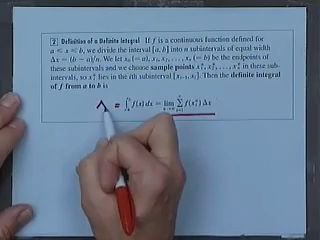 2 Definition of a Definite Integral If f is a continuous function defined for
a ≤ x ≤ b, we divide the interval [a, b] into n subintervals of equal width
Δx = (b − a)/n. We let x₀ (= a), x₁, x₂, . . . , xₙ (= b) be the endpoints of
these subintervals and we choose sample points x₁*, x₂*, . . . , xₙ* in these sub-
intervals, so xᵢ* lies in the ith subinterval [xᵢ₋₁, xᵢ]. Then the definite integral
of f from a to b is
= ∫ₐᵇ f(x) dx = lim n→∞ Σᵢ₌₁ⁿ f(xᵢ*) Δx